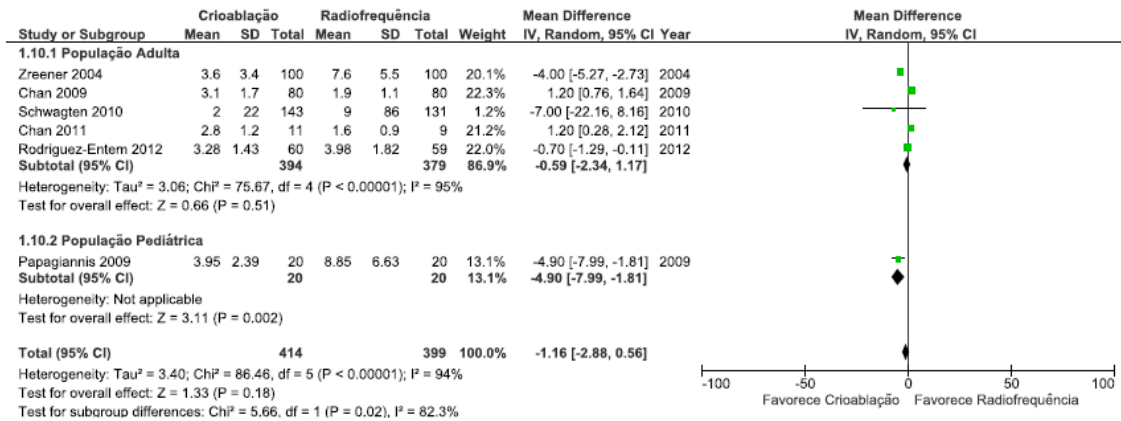 Crioablação Radiofrequência Mean Difference Mean Difference
Study or Subgroup Mean SD Total Mean SD Total Weight IV, Random, 95% CI Year IV, Random, 95% CI
1.10.1 População Adulta
Zreener 2004 3.6 3.4 100 7.6 5.5 100 20.1% -4.00 [-5.27, -2.73] 2004
Chan 2009 3.1 1.7 80 1.9 1.1 80 22.3% 1.20 [0.76, 1.64] 2009
Schwagten 2010 2 22 143 9 86 131 1.2% -7.00 [-22.16, 8.16] 2010
Chan 2011 2.8 1.2 11 1.6 0.9 9 21.2% 1.20 [0.28, 2.12] 2011
Rodriguez-Entem 2012 3.28 1.43 60 3.98 1.82 59 22.0% -0.70 [-1.29, -0.11] 2012
Subtotal (95% CI) 394 379 86.9% -0.59 [-2.34, 1.17]
Heterogeneity: Tau² = 3.06; Chi² = 75.67, df = 4 (P < 0.00001); I² = 95%
Test for overall effect: Z = 0.66 (P = 0.51)
1.10.2 População Pediátrica
Papagiannis 2009 3.95 2.39 20 8.85 6.63 20 13.1% -4.90 [-7.99, -1.81] 2009
Subtotal (95% CI) 20 20 13.1% -4.90 [-7.99, -1.81]
Heterogeneity: Not applicable
Test for overall effect: Z = 3.11 (P = 0.002)
Total (95% CI) 414 399 100.0% -1.16 [-2.88, 0.56]
Heterogeneity: Tau² = 3.40; Chi² = 86.46, df = 5 (P < 0.00001); I² = 94%
Test for overall effect: Z = 1.33 (P = 0.18)
Test for subgroup differences: Chi² = 5.66, df = 1 (P = 0.02), I² = 82.3%
-100 -50 0 50 100
Favorece Crioablação Favorece Radiofrequência